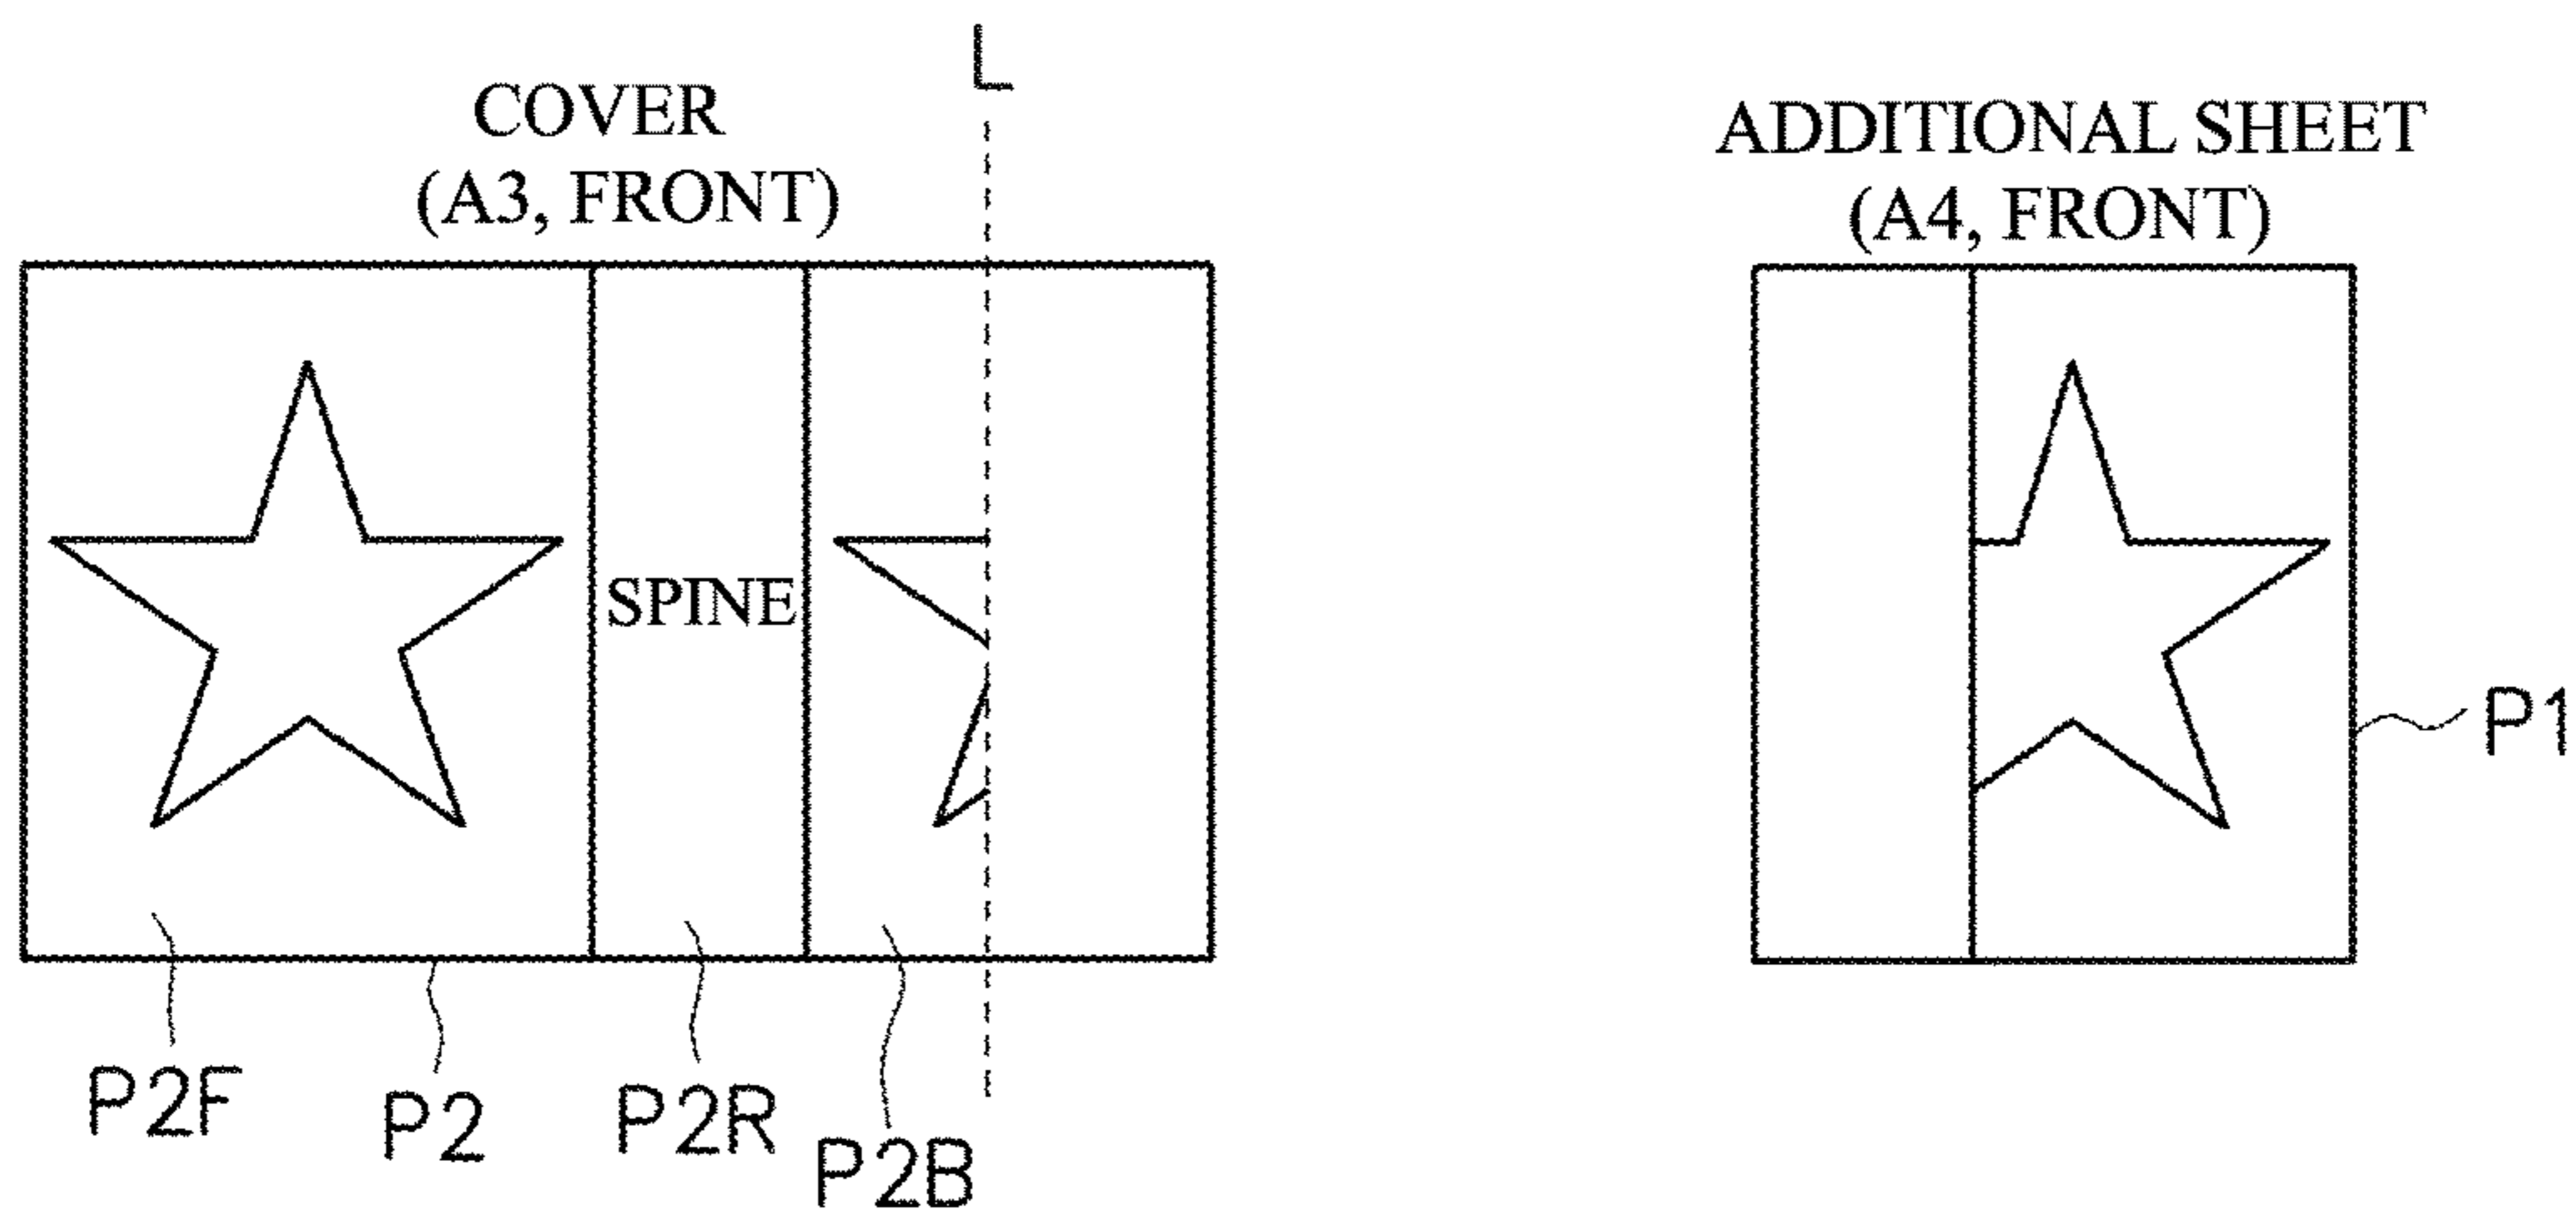 L
COVER
(A3, FRONT)
ADDITIONAL SHEET
(A4, FRONT)
SPINE
P1
P2F
P2
P2R
P2B